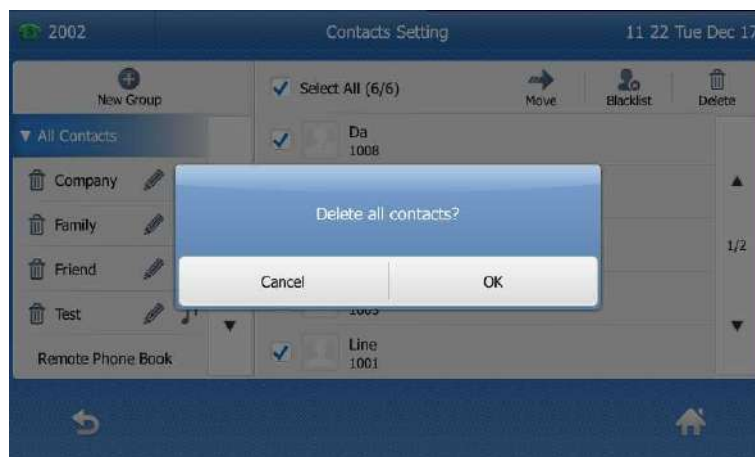 2002 Contacts Setting 11 22 Tue Dec 17
New Group
Select All (6/6)
Move
Blacklist
Delete
All Contacts
Da
1008
Company
Family
Friend
Test
Remote Phone Book
Delete all contacts?
Cancel
OK
1/2
Line
1001